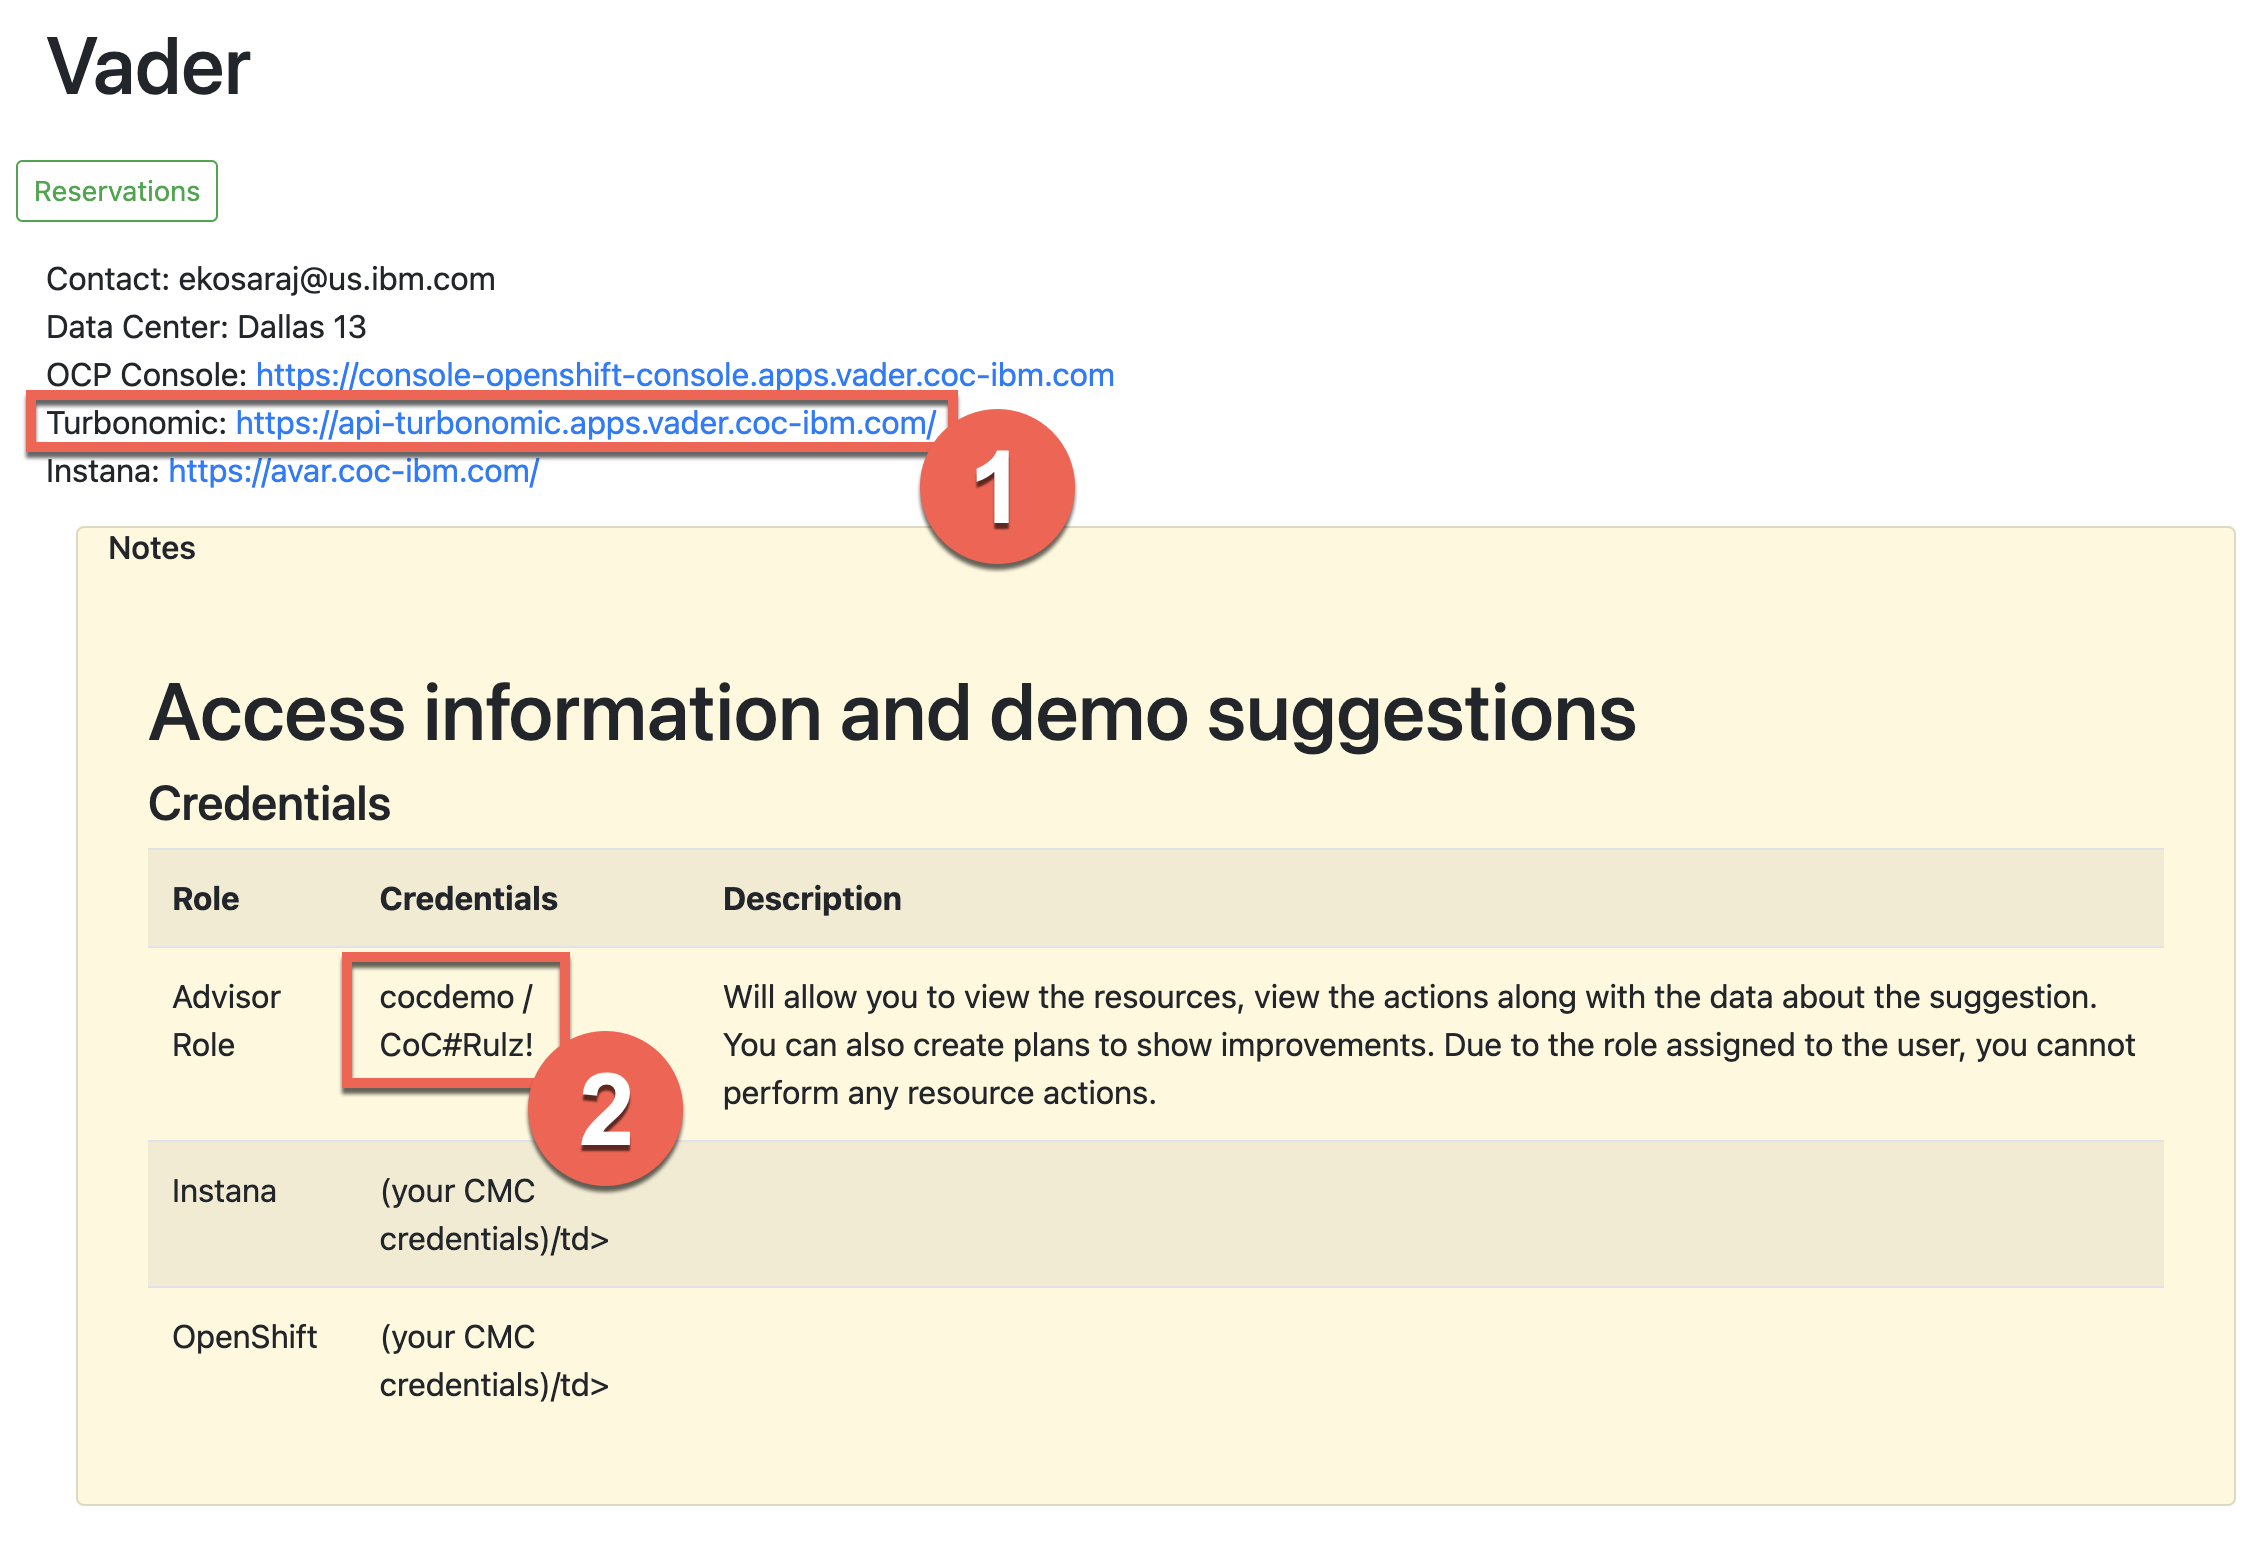 Vader
Reservations
Contact: ekosaraj@us.ibm.com
Data Center: Dallas 13
OCP Console: https://console-openshift-console.apps.vader.coc-ibm.com
Turbonomic: https://api-turbonomic.apps.vader.coc-ibm.com/
1
Instana: https://avar.coc-ibm.com/
Notes
Access information and demo suggestions
Credentials
Role Credentials Description
Advisor Role
cocdemo /
CoC#Rulz!
2
Will allow you to view the resources, view the actions along with the data about the suggestion.
You can also create plans to show improvements. Due to the role assigned to the user, you cannot
perform any resource actions.
Instana
(your CMC
credentials)/td>
OpenShift
(your CMC
credentials)/td>